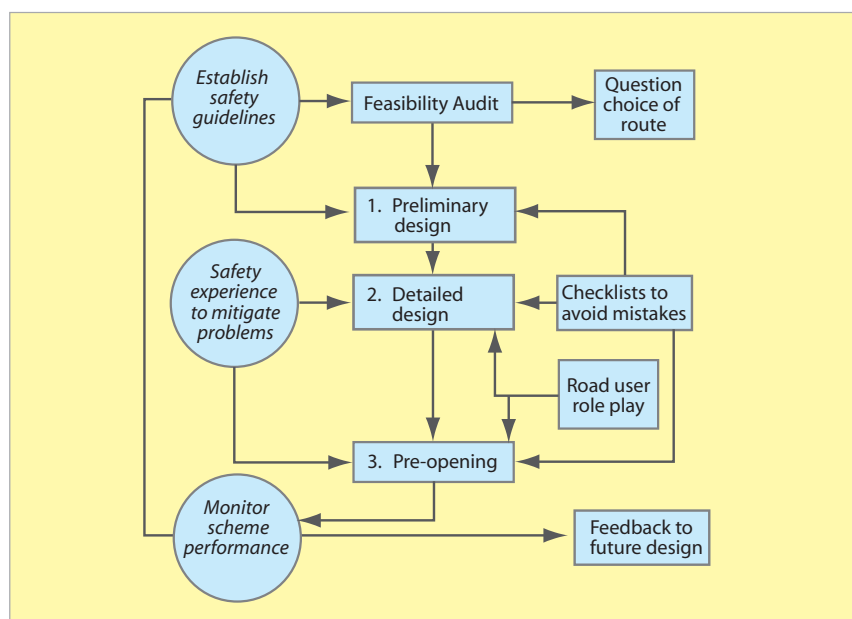 Establish
safety
guidelines
Feasibility Audit
Question
choice of
route
1. Preliminary
design
Safety
experience
to mitigate
problems
2. Detailed
design
Checklists to
avoid mistakes
Road user
role play
3. Pre-opening
Monitor
scheme
performance
Feedback to
future design